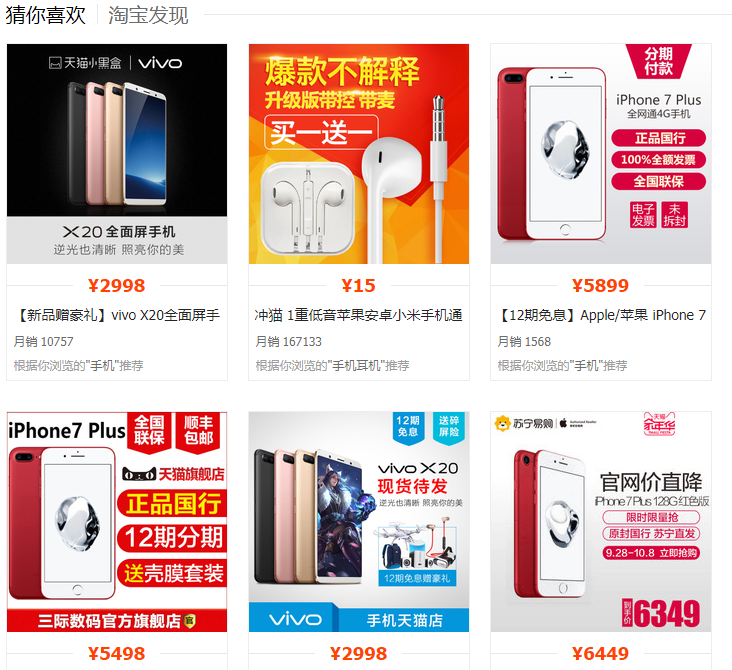 猜你喜欢 淘宝发现
天猫小黑盒 vivo
X20 全面屏手机
逆光也清晰 照亮你的美
¥2998
【新品赠豪礼】vivo X20全面屏手
月销 10757
根据你浏览的"手机"推荐
爆款不解释
升级版带控 带麦
买一送一
¥15
冲猫 1重低音苹果安卓小米手机通
月销 167133
根据你浏览的"手机耳机"推荐
分期
付款
iPhone 7 Plus
全网通4G手机
正品国行
100%全额发票
全国联保
电子
发票
未
拆封
¥5899
【12期免息】Apple/苹果 iPhone 7
月销 1568
根据你浏览的"手机"推荐
iPhone7 Plus
全国
联保
顺丰
包邮
天猫旗舰店
正品国行
12期分期
送壳膜套装
三际数码官方旗舰店
官
¥5498
12期
免息
送碎
屏险
vivo X20
现货待发
逆光也清晰 照亮你的美
12期免息赠豪礼
vivo 手机天猫店
¥2998
苏宁易购
Authorised Reseller
天猫
官网价直降
iPhone 7 Plus 128G 红色版
限时限量抢
原封国行 苏宁直发
9.28-10.8 立即抢购
到手价
6349
¥6449